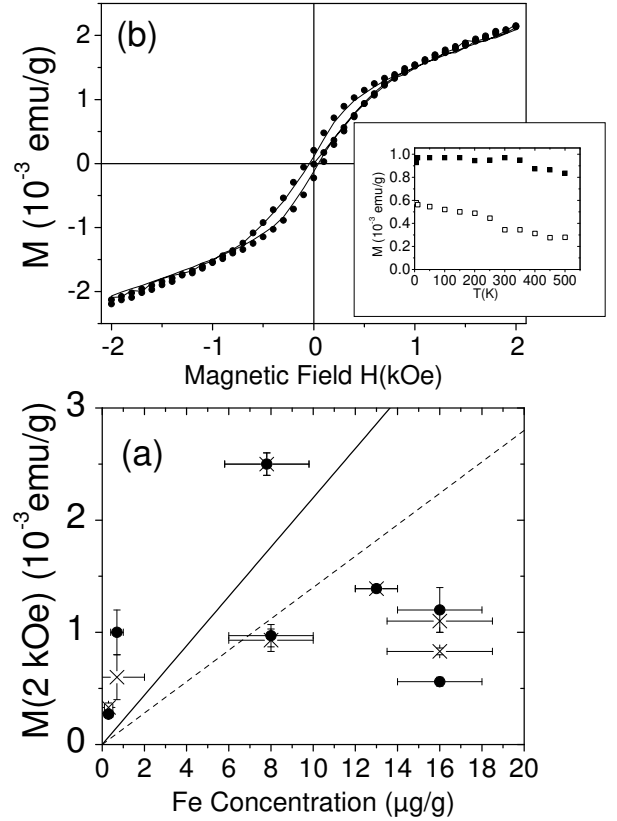 (b)
M (10⁻³ emu/g)
2
1
0
-1
-2
-2 -1 0 1 2
Magnetic Field H(kOe)
M (10⁻³ emu/g)
1.0
0.8
0.6
0.4
0.2
0.0
0 100 200 300 400 500
T(K)
(a)
M(2 kOe) (10⁻³emu/g)
3
2
1
0
0 2 4 6 8 10 12 14 16 18 20
Fe Concentration (μg/g)